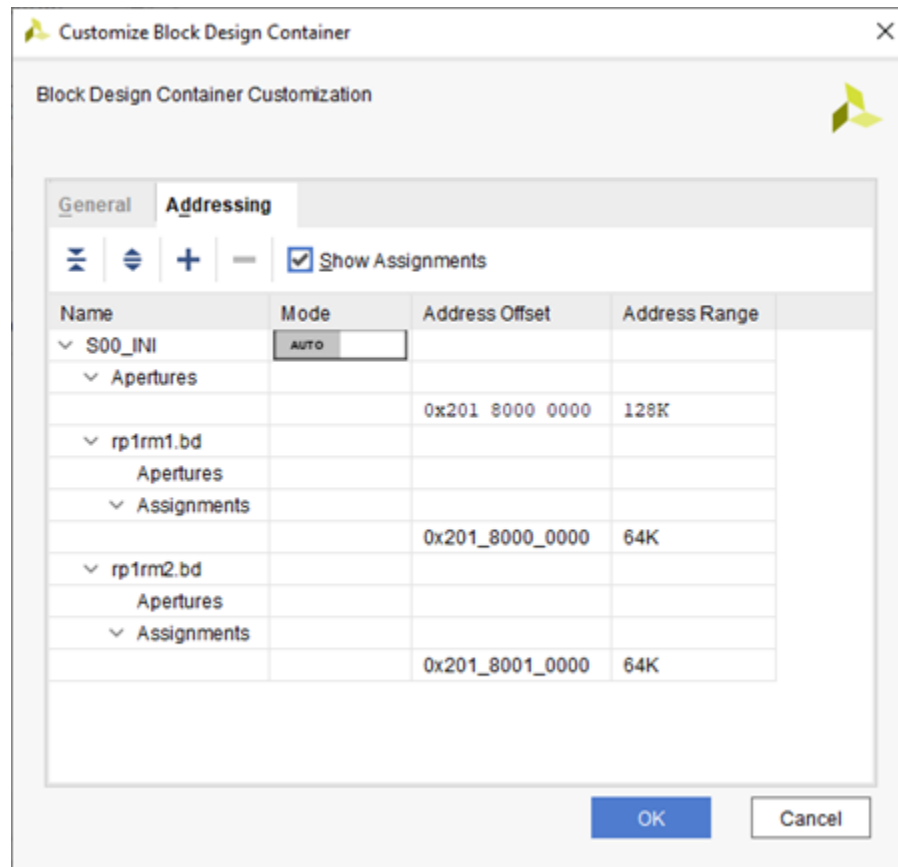 Customize Block Design Container
Block Design Container Customization
General Addressing
Show Assignments
Name Mode Address Offset Address Range
S00_INI AUTO
Apertures
0x201 8000 0000 128K
rp1rm1.bd
Apertures
Assignments
0x201_8000_0000 64K
rp1rm2.bd
Apertures
Assignments
0x201_8001_0000 64K
OK Cancel